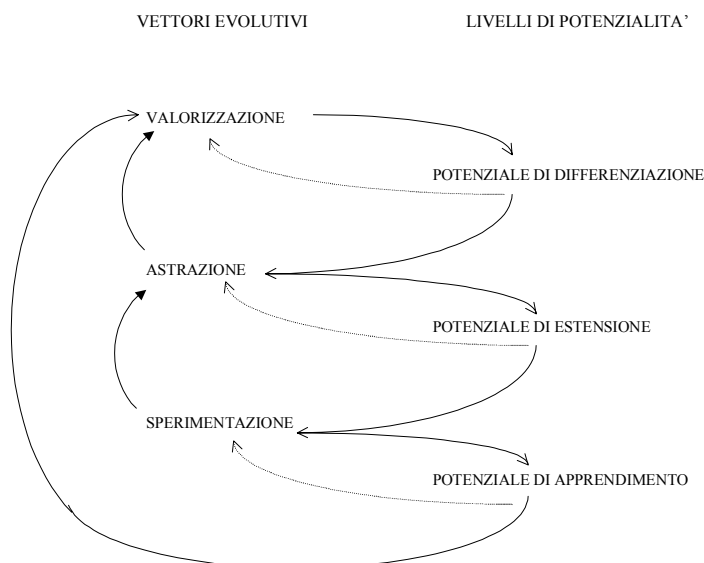 VETTORI EVOLUTIVI LIVELLI DI POTENZIALITA’
VALORIZZAZIONE
POTENZIALE DI DIFFERENZIAZIONE
ASTRAZIONE
POTENZIALE DI ESTENSIONE
SPERIMENTAZIONE
POTENZIALE DI APPRENDIMENTO